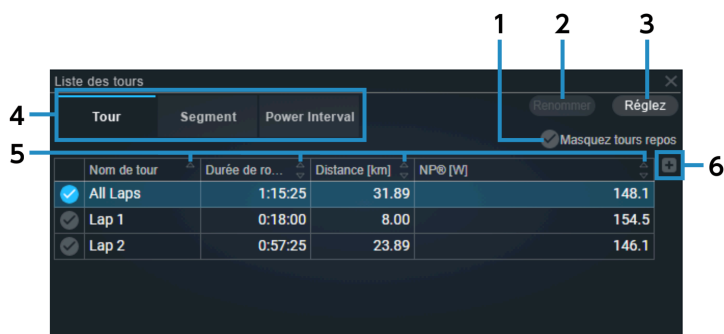 1 2 3
Liste des tours
Renommer Réglez
4 Tour Segment Power Interval
Masquez tours repos
5
Nom de tour Durée de ro... Distance [km] NP® [W]
6
All Laps 1:15:25 31.89 148.1
Lap 1 0:18:00 8.00 154.5
Lap 2 0:57:25 23.89 146.1